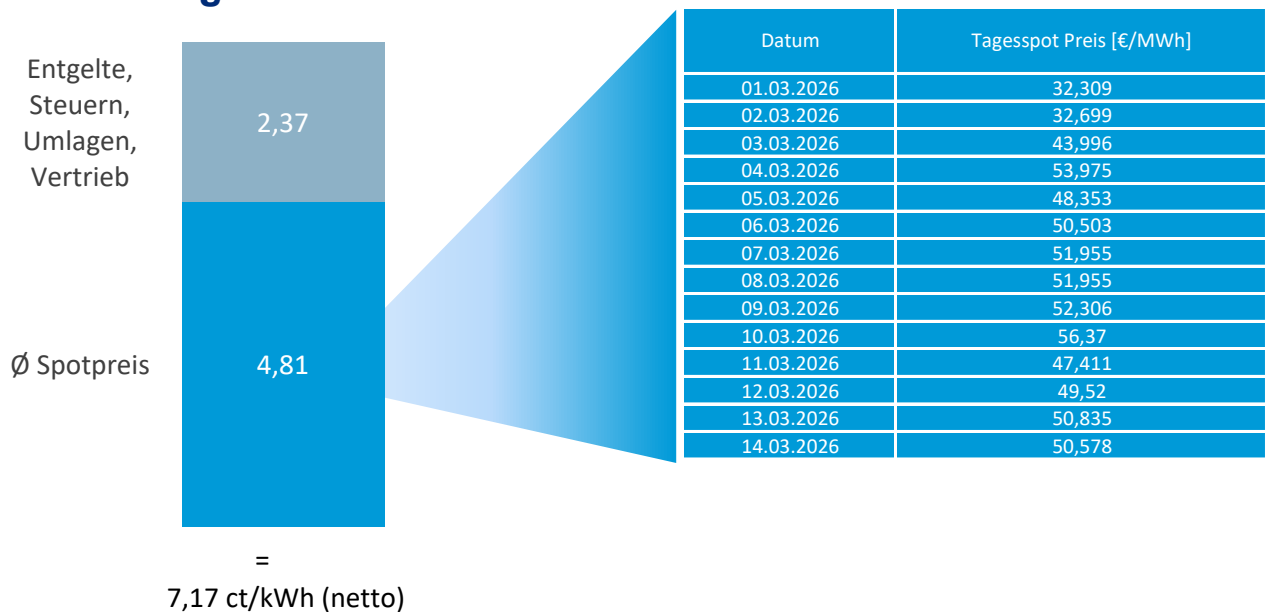 Entgelte,
Steuern,
Umlagen,
Vertrieb
2,37
Ø Spotpreis
4,81
=
7,17 ct/kWh (netto)
Datum Tagesspot Preis [€/MWh]
01.03.2026 32,309
02.03.2026 32,699
03.03.2026 43,996
04.03.2026 53,975
05.03.2026 48,353
06.03.2026 50,503
07.03.2026 51,955
08.03.2026 51,955
09.03.2026 52,306
10.03.2026 56,37
11.03.2026 47,411
12.03.2026 49,52
13.03.2026 50,835
14.03.2026 50,578